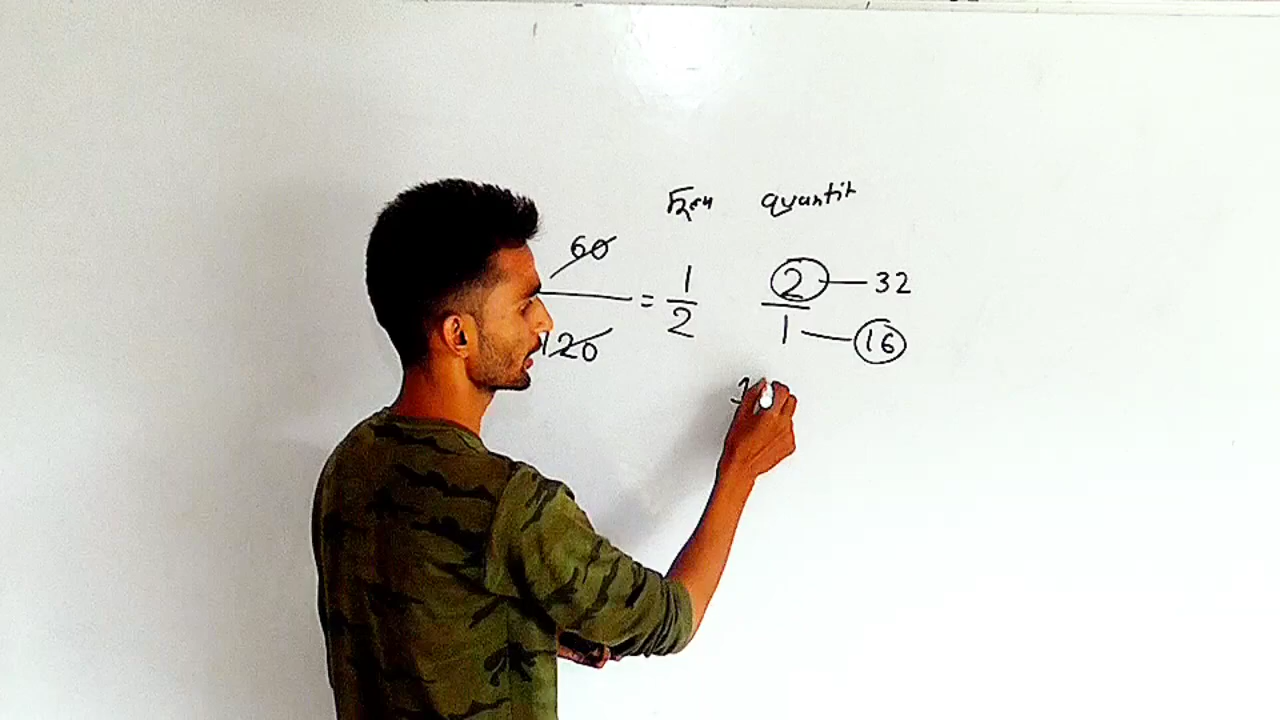 quantit
60 1 2 — 32
— = — —
120 2 1 — 16